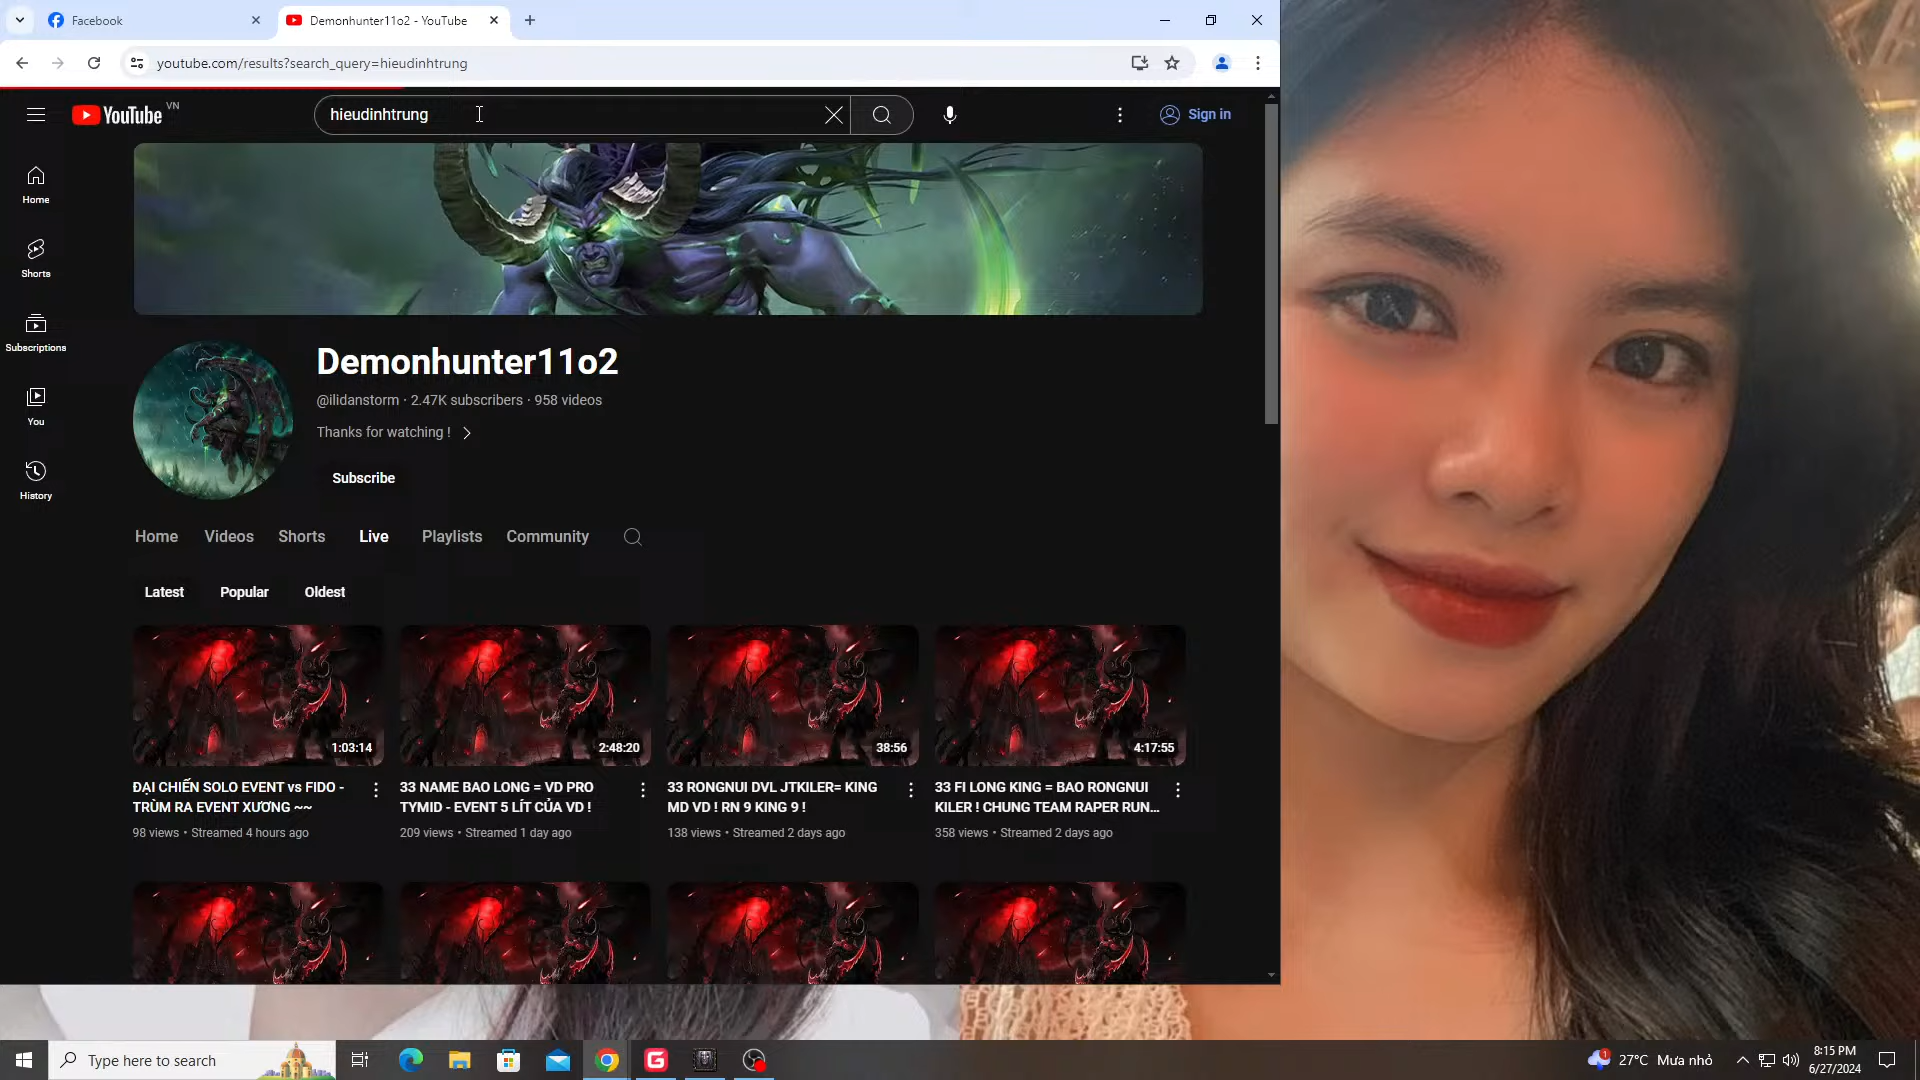 Facebook
Demonhunter11o2 - YouTube
youtube.com/results?search_query=hieudinhtrung
YouTube VN
hieudinhtrung
Sign in
Home
Shorts
Subscriptions
You
History
Demonhunter11o2
@ilidanstorm · 2.47K subscribers · 958 videos
Thanks for watching !
Subscribe
Home Videos Shorts Live Playlists Community
Latest Popular Oldest
1:03:14
2:48:20
38:56
4:17:55
ĐẠI CHIẾN SOLO EVENT vs FIDO -
TRÙM RA EVENT XƯƠNG ~~
98 views • Streamed 4 hours ago
33 NAME BAO LONG = VD PRO
TYMID - EVENT 5 LÍT CỦA VD !
209 views • Streamed 1 day ago
33 RONGNUI DVL JTKILER= KING
MD VD ! RN 9 KING 9 !
138 views • Streamed 2 days ago
33 FI LONG KING = BAO RONGNUI
KILER ! CHUNG TEAM RAPER RUN...
358 views • Streamed 2 days ago
Type here to search
1
27°C Mưa nhỏ
8:15 PM
6/27/2024